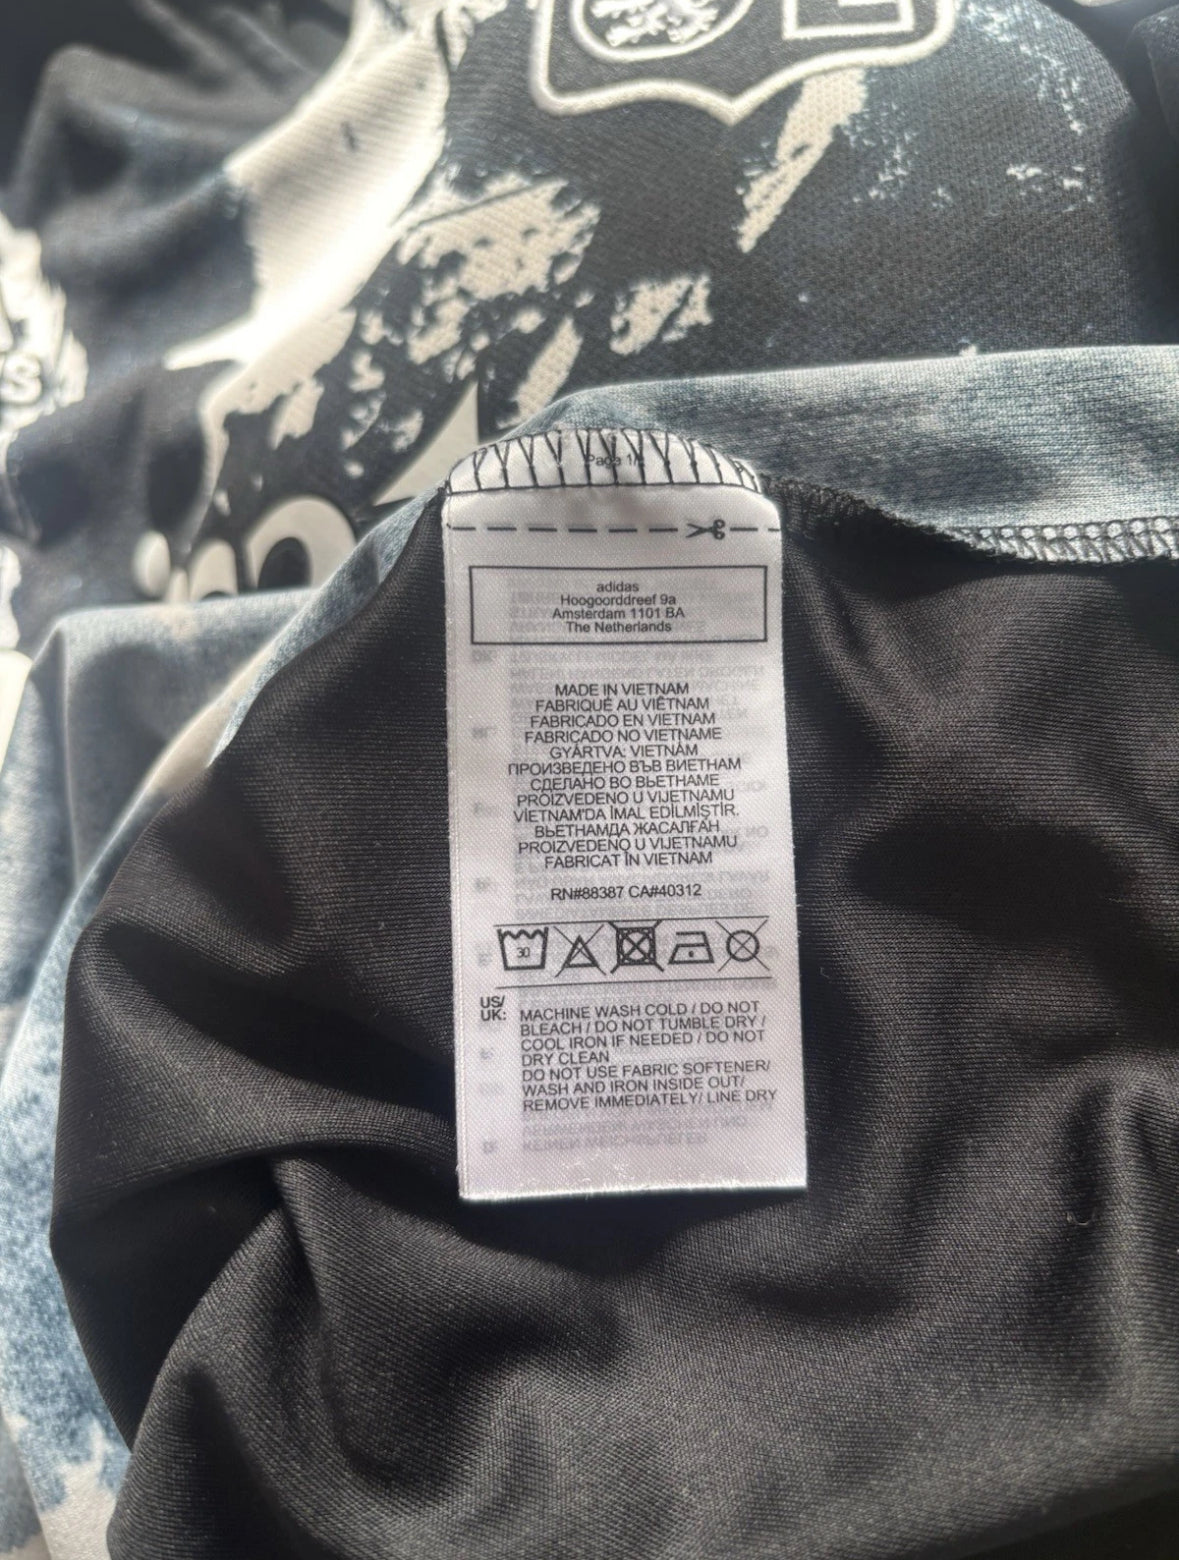 S
adidas
Hoogoorddreef 9a
Amsterdam 1101 BA
The Netherlands
MADE IN VIETNAM
FABRIQUÉ AU VIÊTNAM
FABRICADO EN VIETNAM
FABRICADO NO VIETNAME
GYÁRTVA: VIETNÁM
ПРОИЗВЕДЕНО ВЪВ ВИЕТНАМ
СДЕЛАНО ВО ВЬЕТНАМЕ
PROIZVEDENO U VIJETNAMU
VİETNAM'DA İMAL EDİLMİŞTİR.
ВЬЕТНАМДА ЖАСАЛҒАН
PROIZVEDENO U VIJETNAMU
FABRICAT ÎN VIETNAM
RN#88387 CA#40312
30
US/
UK:
MACHINE WASH COLD / DO NOT
BLEACH / DO NOT TUMBLE DRY /
COOL IRON IF NEEDED / DO NOT
DRY CLEAN
DO NOT USE FABRIC SOFTENER/
WASH AND IRON INSIDE OUT/
REMOVE IMMEDIATELY/ LINE DRY